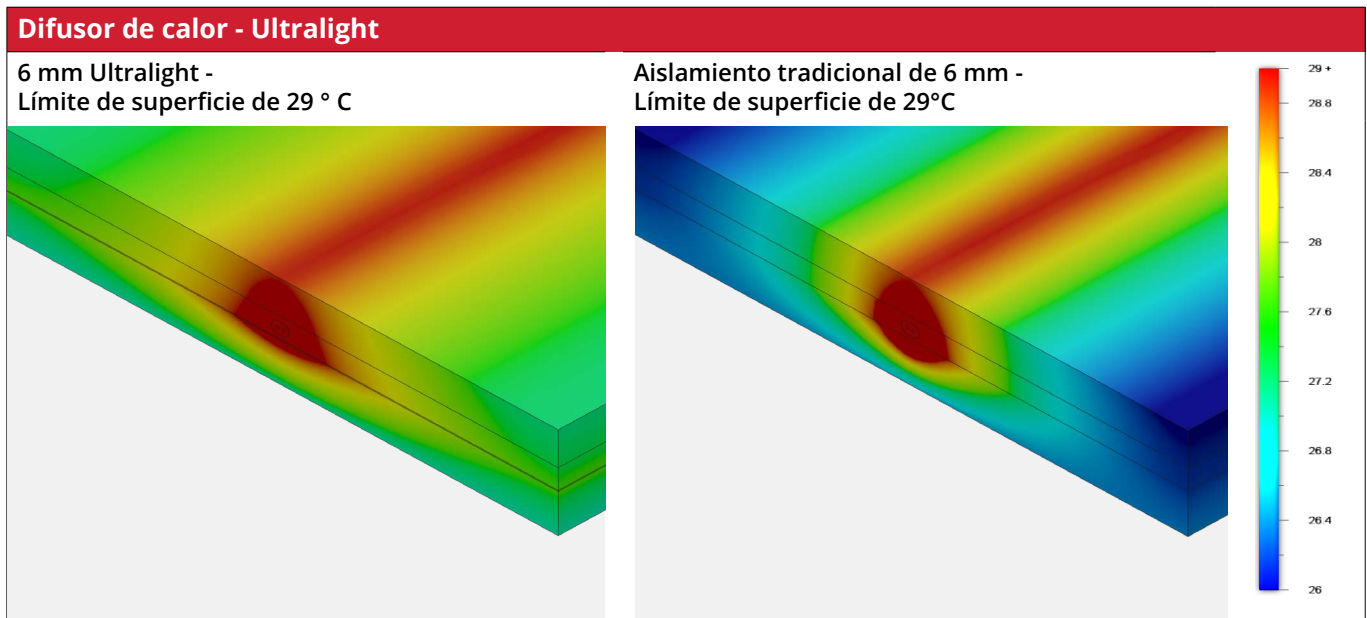 Difusor de calor - Ultralight
6 mm Ultralight -
Límite de superficie de 29 ° C
Aislamiento tradicional de 6 mm -
Límite de superficie de 29°C
29 +
28.8
28.4
28
27.6
27.2
26.8
26.4
26